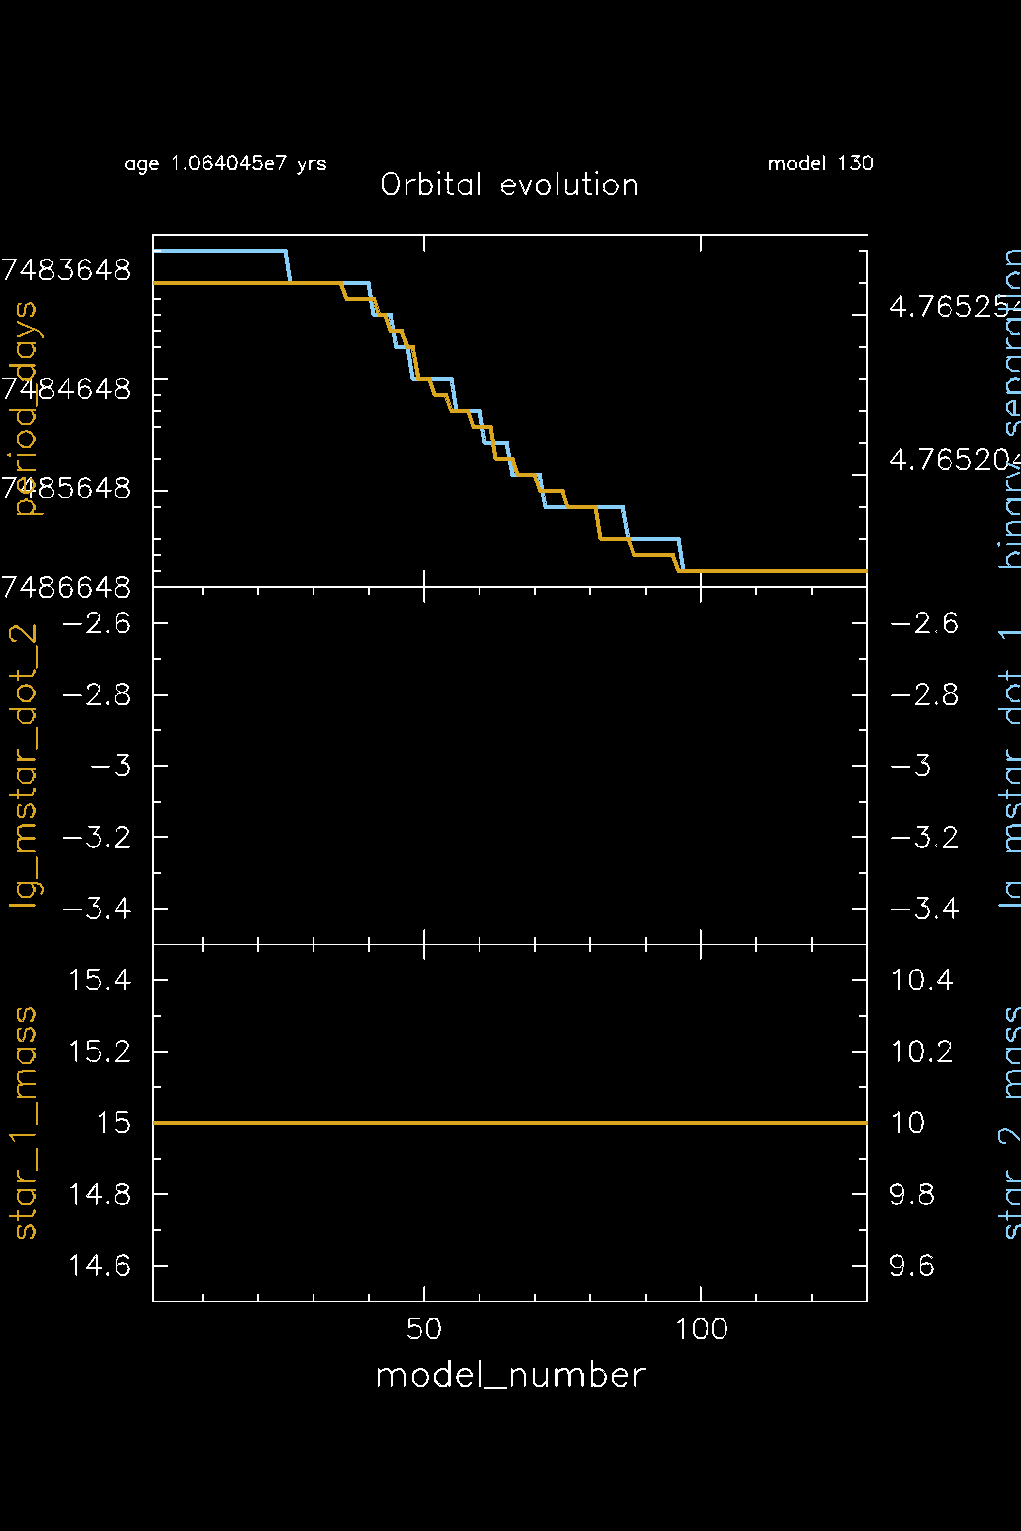 age 1.064045e7 yrs
model 130
Orbital evolution
period_days
7483648
7484648
7485648
7486648
4.765254
4.765204
binary_separation
lg_mstar_dot_2
−2.6
−2.8
−3
−3.2
−3.4
−2.6
−2.8
−3
−3.2
−3.4
lg_mstar_dot_1
star_1_mass
15.4
15.2
15
14.8
14.6
10.4
10.2
10
9.8
9.6
star_2_mass
50
100
model_number